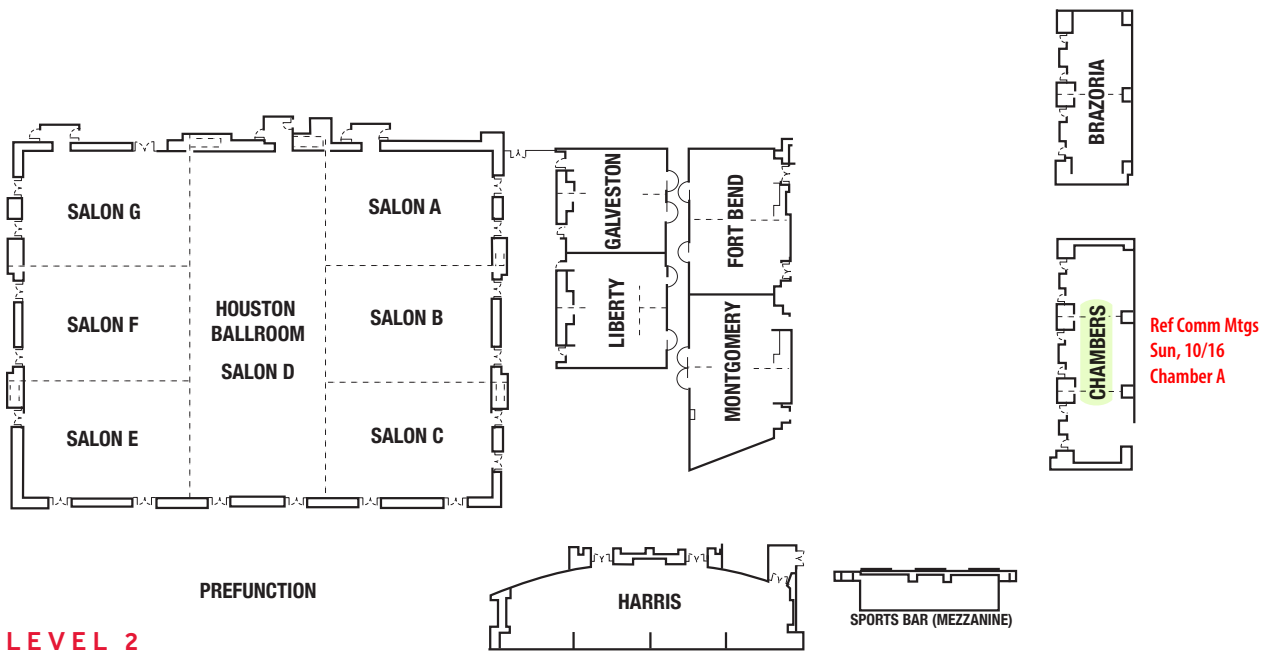 BRAZORIA
SALON G
SALON A
GALVESTON
FORT BEND
SALON F
HOUSTON
BALLROOM
SALON D
SALON B
LIBERTY
MONTGOMERY
CHAMBERS
Ref Comm Mtgs
Sun, 10/16
Chamber A
SALON E
SALON C
PREFUNCTION
HARRIS
SPORTS BAR (MEZZANINE)
LEVEL 2